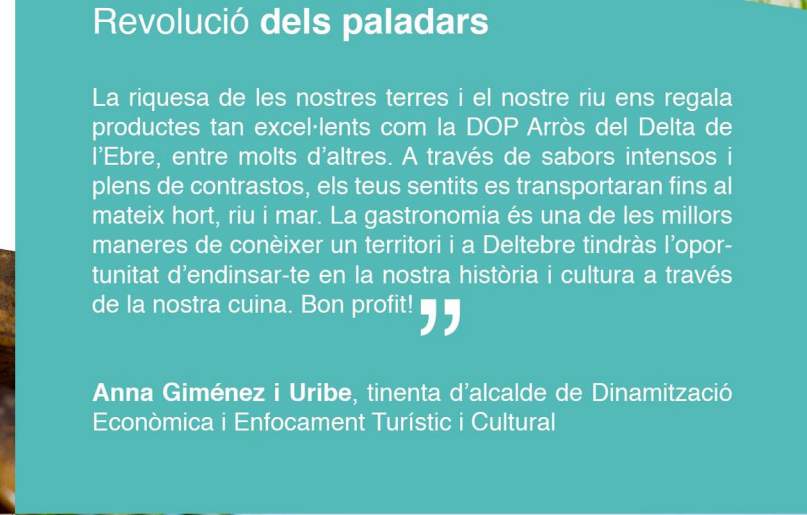 Revolució dels paladars
La riquesa de les nostres terres i el nostre riu ens regala
productes tan excel·lents com la DOP Arròs del Delta de
l’Ebre, entre molts d’altres. A través de sabors intensos i
plens de contrastos, els teus sentits es transportaran fins al
mateix hort, riu i mar. La gastronomia és una de les millors
maneres de conèixer un territori i a Deltebre tindràs l’opor-
tunitat d’endinsar-te en la nostra història i cultura a través
de la nostra cuina. Bon profit! ”
Anna Giménez i Uribe, tinenta d’alcalde de Dinamització
Econòmica i Enfocament Turístic i Cultural